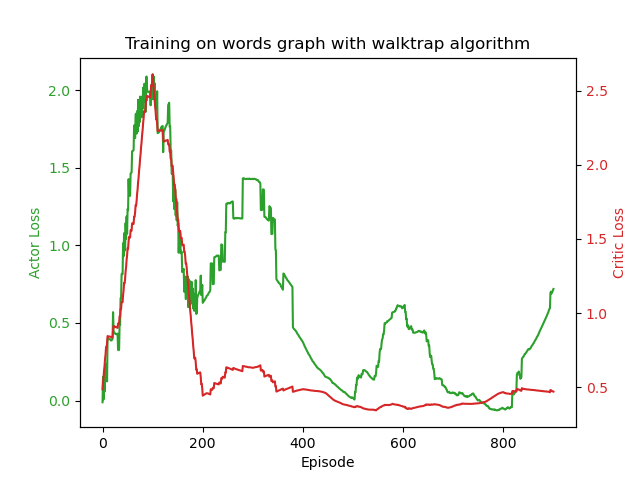 Training on words graph with walktrap algorithm
Actor Loss
2.0
1.5
1.0
0.5
0.0
2.5
2.0
1.5
1.0
0.5
Critic Loss
0 200 400 600 800
Episode